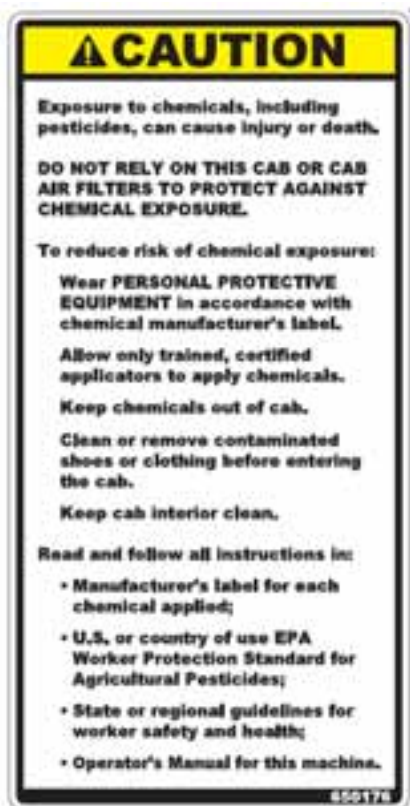 CAUTION
Exposure to chemicals, including
pesticides, can cause injury or death.
DO NOT RELY ON THIS CAB OR CAB
AIR FILTERS TO PROTECT AGAINST
CHEMICAL EXPOSURE.
To reduce risk of chemical exposure:
Wear PERSONAL PROTECTIVE
EQUIPMENT in accordance with
chemical manufacturer's label.
Allow only trained, certified
applicators to apply chemicals.
Keep chemicals out of cab.
Clean or remove contaminated
shoes or clothing before entering
the cab.
Keep cab interior clean.
Read and follow all instructions in:
• Manufacturer's label for each
chemical applied;
• U.S. or country of use EPA
Worker Protection Standard for
Agricultural Pesticides;
• State or regional guidelines for
worker safety and health;
• Operator's Manual for this machine.
650176